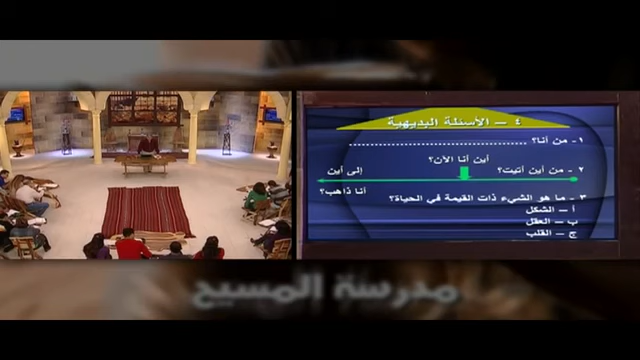 ٤ – الأسئلة البديهية
١- من أنا؟ ........................................
أين أنا الآن؟
٢ - من أين أتيت؟ إلى أين
أنا ذاهب؟
٣ - ما هو الشيء ذات القيمة في الحياة؟
أ – الشكل
ب – العقل
ج – القلب
مدرسة المسيح